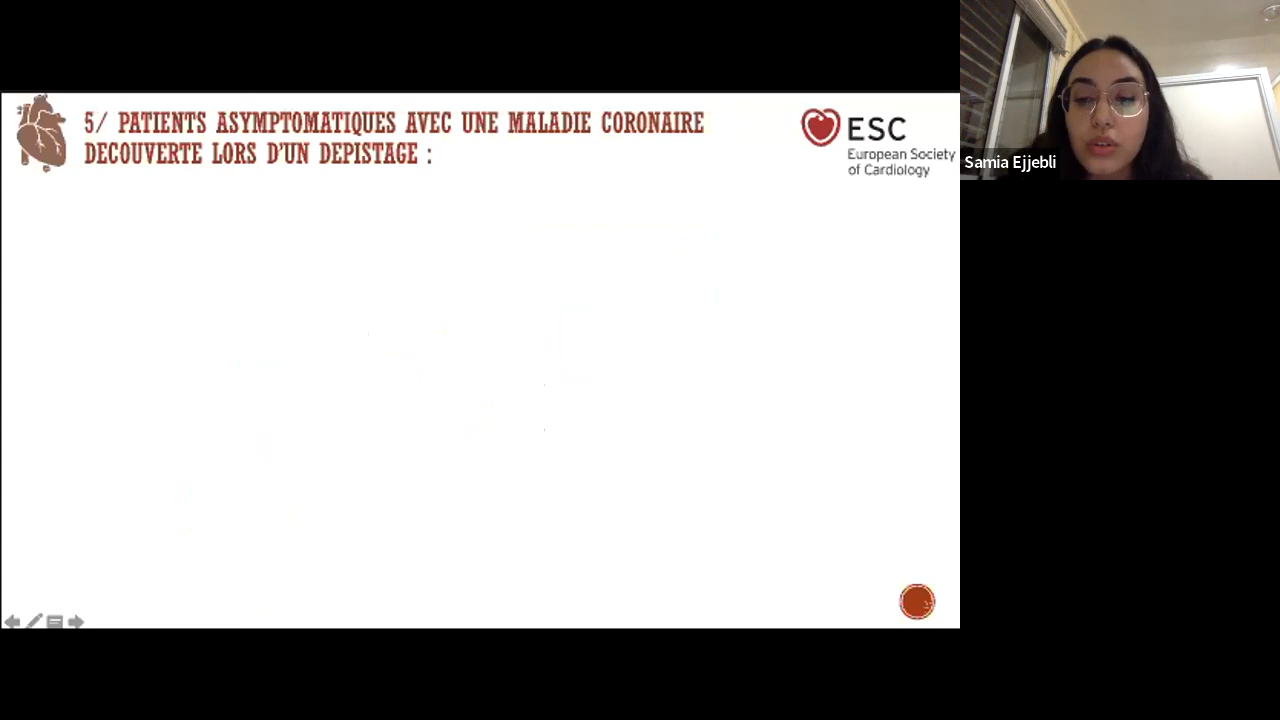 5/ PATIENTS ASYMPTOMATIQUES AVEC UNE MALADIE CORONAIRE
DECOUVERTE LORS D'UN DEPISTAGE :
ESC
European Society
of Cardiology
Samia Ejjebli